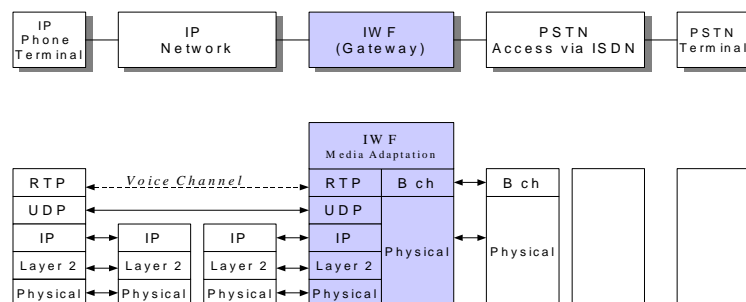 IP
Phone
Terminal
IP
Network
IWF
(Gateway)
PSTN
Access via ISDN
PSTN
Terminal
IWF
Media Adaptation
RTP
Voice Channel
RTP
B ch
B ch
UDP
UDP
IP
IP
IP
IP
Physical
Physical
Layer 2
Layer 2
Layer 2
Layer 2
Physical
Physical
Physical
Physical